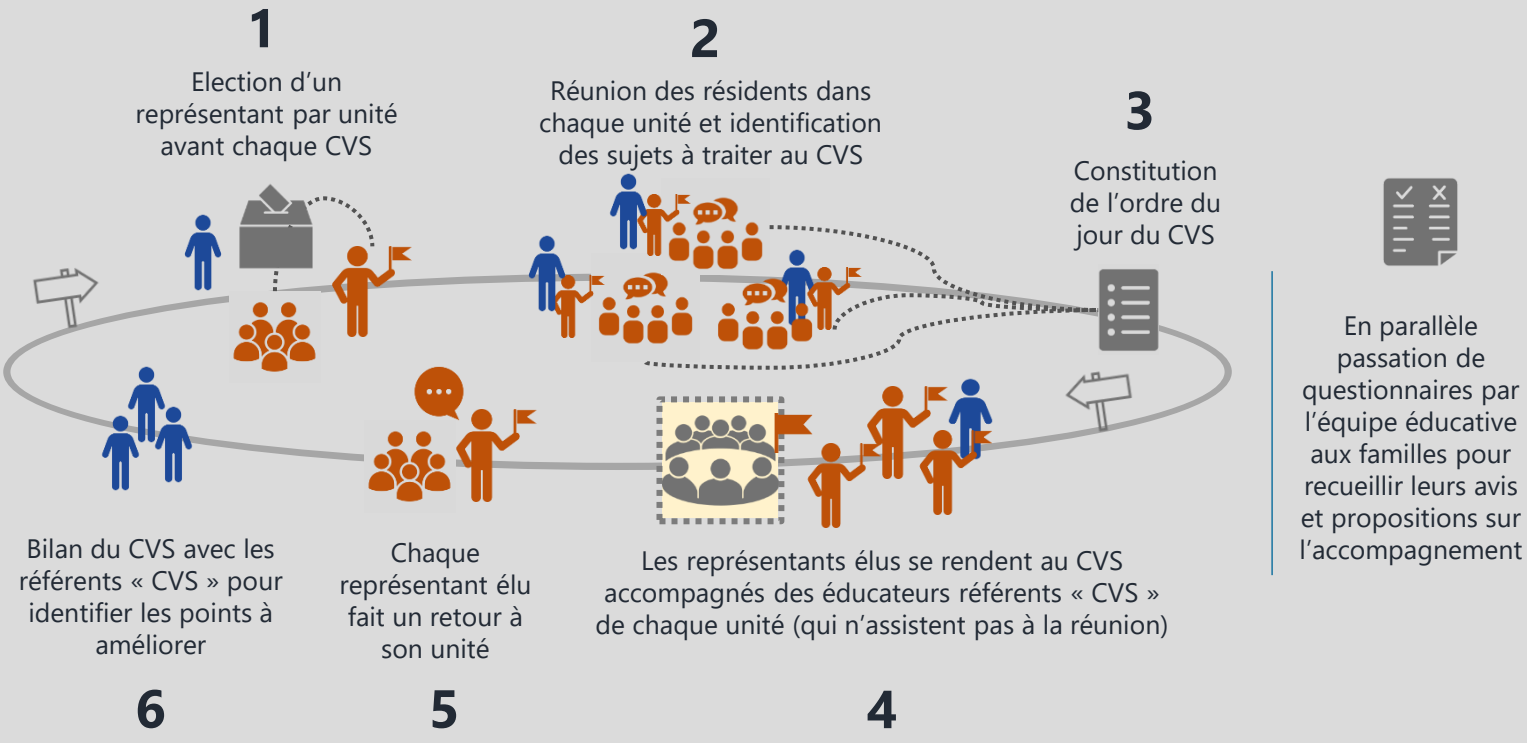 1
Election d’un
représentant par unité
avant chaque CVS
2
Réunion des résidents dans
chaque unité et identification
des sujets à traiter au CVS
3
Constitution
de l’ordre du
jour du CVS
En parallèle
passation de
questionnaires par
l’équipe éducative
aux familles pour
recueillir leurs avis
et propositions sur
l’accompagnement
Les représentants élus se rendent au CVS
accompagnés des éducateurs référents « CVS »
de chaque unité (qui n’assistent pas à la réunion)
4
Chaque
représentant élu
fait un retour à
son unité
5
Bilan du CVS avec les
référents « CVS » pour
identifier les points à
améliorer
6